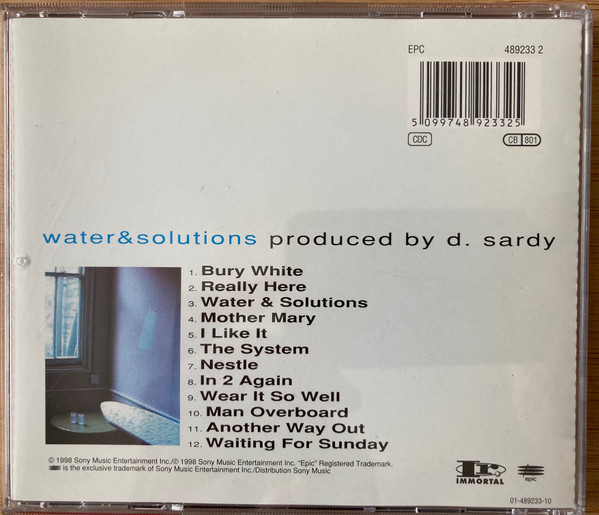 EPC 489233 2
5 099748 923325
CDC CB 801
water&solutions produced by d. sardy
1. Bury White
2. Really Here
3. Water & Solutions
4. Mother Mary
5. I Like It
6. The System
7. Nestle
8. In 2 Again
9. Wear It So Well
10. Man Overboard
11. Another Way Out
12. Waiting For Sunday
© 1998 Sony Music Entertainment Inc./℗ 1998 Sony Music Entertainment Inc. "Epic" Registered Trademark.
is the exclusive trademark of Sony Music Entertainment Inc./Distribution Sony Music
IMMORTAL
epic
01-489233-10